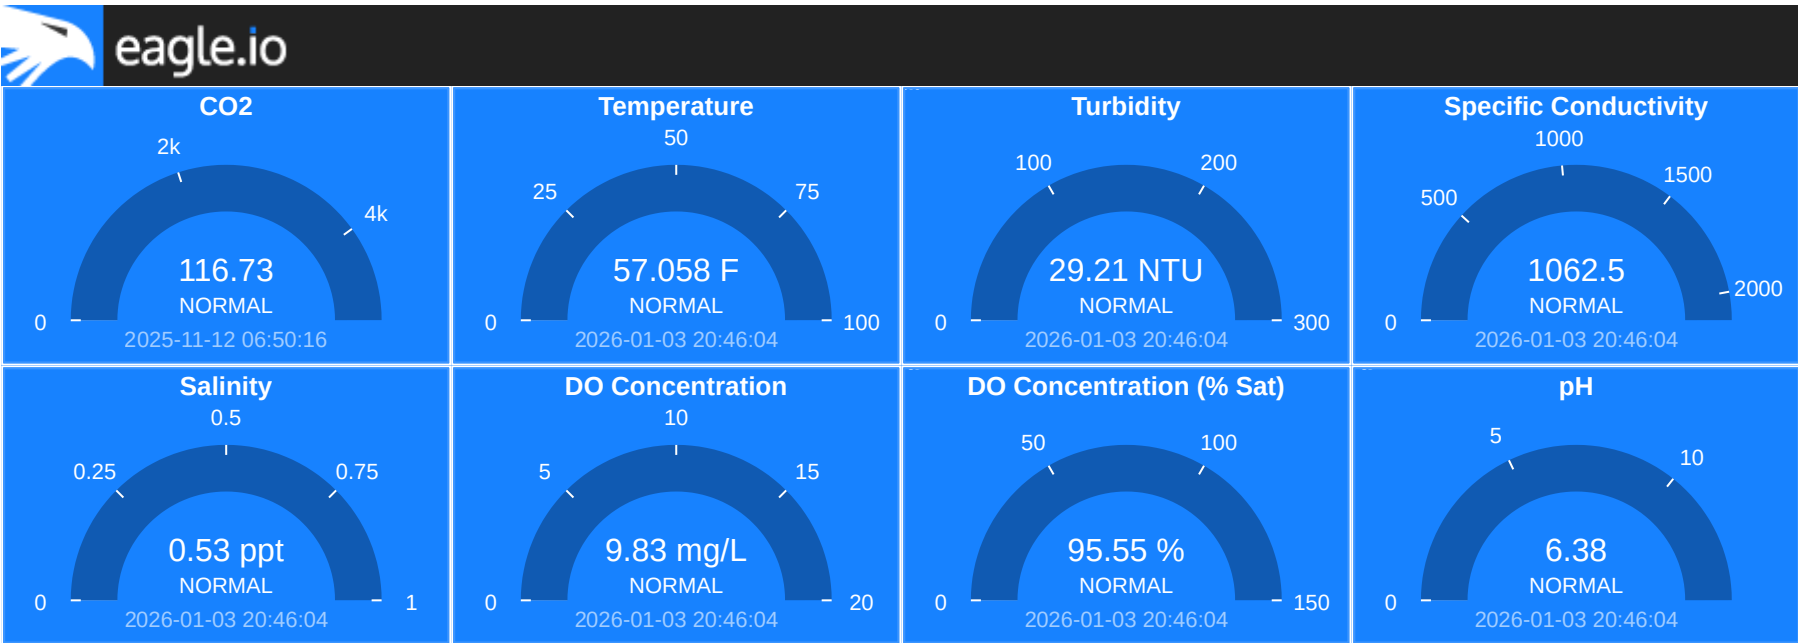 eagle.io
CO2
2k
4k
116.73
NORMAL
0
2025-11-12 06:50:16
Temperature
50
25
75
57.058 F
NORMAL
0
100
2026-01-03 20:46:04
Turbidity
100
200
29.21 NTU
NORMAL
0
300
2026-01-03 20:46:04
Specific Conductivity
1000
1500
500
1062.5
2000
NORMAL
0
2026-01-03 20:46:04
Salinity
0.5
0.25
0.75
0.53 ppt
NORMAL
0
1
2026-01-03 20:46:04
DO Concentration
10
5
15
9.83 mg/L
NORMAL
0
20
2026-01-03 20:46:04
DO Concentration (% Sat)
50
100
95.55 %
NORMAL
0
150
2026-01-03 20:46:04
pH
5
10
6.38
NORMAL
0
2026-01-03 20:46:04